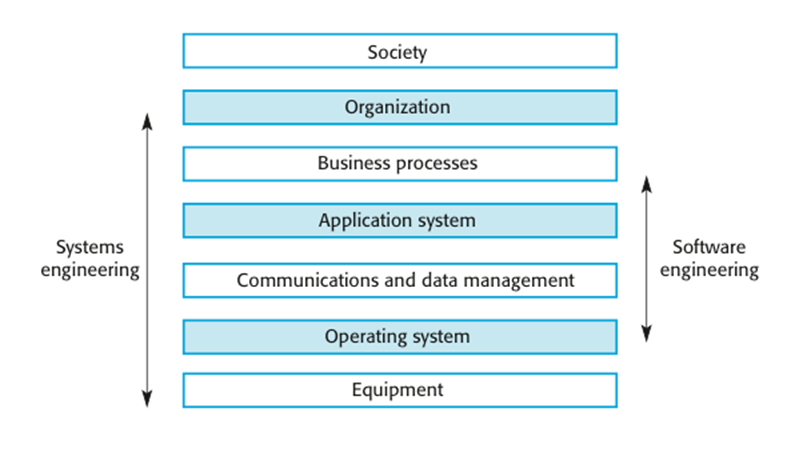 Society
Organization
Business processes
Application system
Systems
engineering
Software
engineering
Communications and data management
Operating system
Equipment